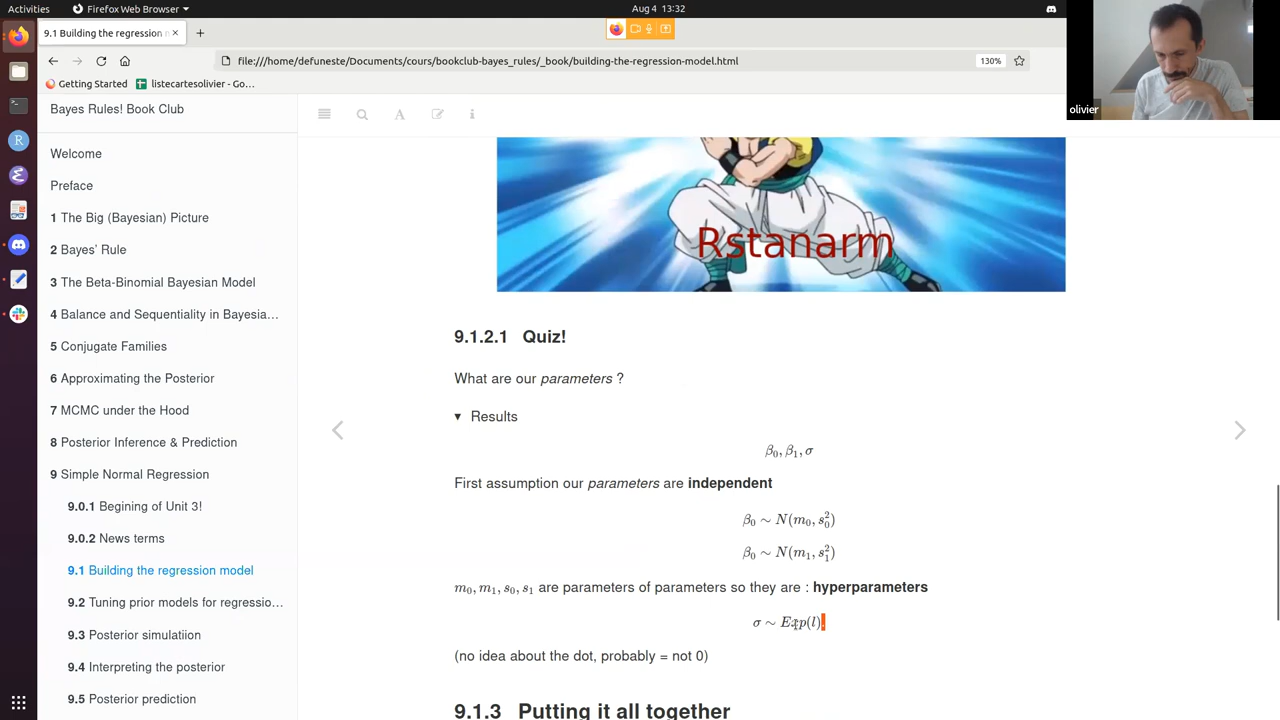 Activities
Firefox Web Browser
Aug 4 13:32
9.1 Building the regression m
file:///home/defuneste/Documents/cours/bookclub-bayes_rules/_book/building-the-regression-model.html
130%
Getting Started
listecartesolivier - Go…
olivier
Bayes Rules! Book Club
Welcome
Preface
1 The Big (Bayesian) Picture
2 Bayes’ Rule
3 The Beta-Binomial Bayesian Model
4 Balance and Sequentiality in Bayesia…
5 Conjugate Families
6 Approximating the Posterior
7 MCMC under the Hood
8 Posterior Inference & Prediction
9 Simple Normal Regression
9.0.1 Begining of Unit 3!
9.0.2 News terms
9.1 Building the regression model
9.2 Tuning prior models for regressio…
9.3 Posterior simulatiion
9.4 Interpreting the posterior
9.5 Posterior prediction
Rstanarm
9.1.2.1 Quiz!
What are our parameters ?
Results
β₀, β₁, σ
First assumption our parameters are independent
β₀ ∼ N(m₀, s₀²)
β₀ ∼ N(m₁, s₁²)
m₀, m₁, s₀, s₁ are parameters of parameters so they are : hyperparameters
σ ∼ Exp(l).
(no idea about the dot, probably = not 0)
9.1.3 Putting it all together